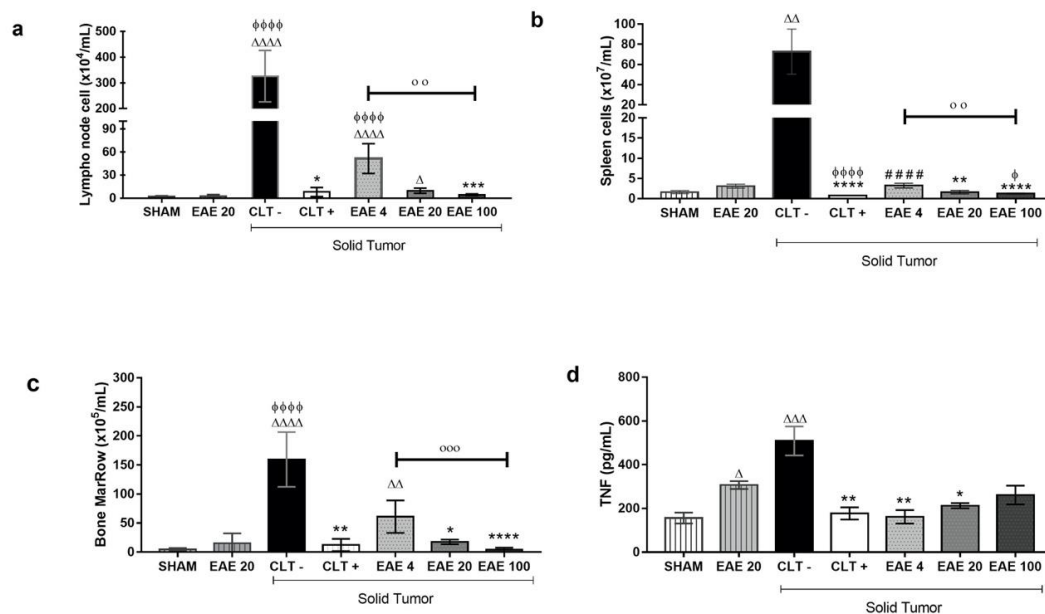 a
Lympho node cell (x10⁴/mL)
500
400
300
200
60
30
0
ϕϕϕϕ
ΔΔΔΔ
*
ϕϕϕϕ
ΔΔΔΔ
o o
Δ
***
SHAM EAE 20 CLT - CLT + EAE 4 EAE 20 EAE 100
Solid Tumor
b
Spleen cells (x10⁷/mL)
100
80
60
40
20
10
5
0
ΔΔ
ϕϕϕϕ
****
####
o o
**
ϕ
****
SHAM EAE 20 CLT - CLT + EAE 4 EAE 20 EAE 100
Solid Tumor
c
Bone MarRow (x10⁵/mL)
300
250
200
150
100
50
0
ϕϕϕϕ
ΔΔΔΔ
**
ΔΔ
ooo
*
****
SHAM EAE 20 CLT - CLT + EAE 4 EAE 20 EAE 100
Solid Tumor
d
TNF (pg/mL)
800
600
400
200
0
Δ
ΔΔΔ
**
**
*
SHAM EAE 20 CLT - CLT + EAE 4 EAE 20 EAE 100
Solid Tumor